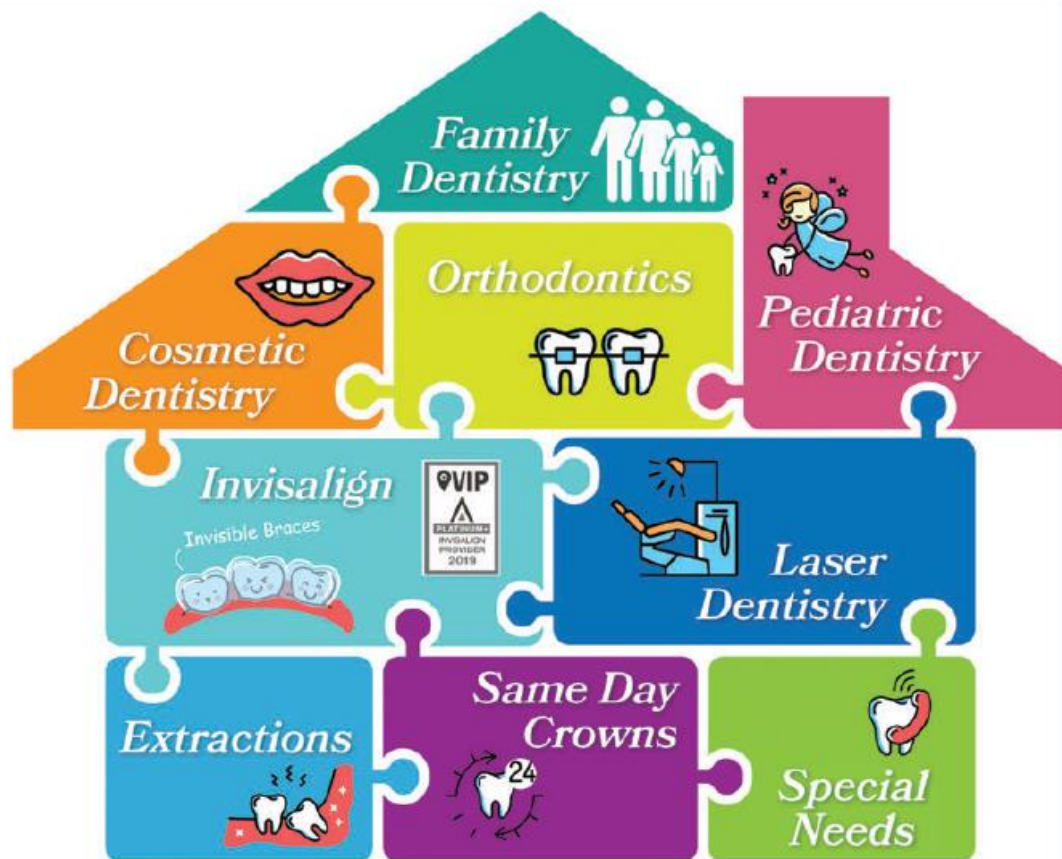 Family
Dentistry
Cosmetic
Dentistry
Orthodontics
Pediatric
Dentistry
Invisalign
Invisible Braces
VIP
PLATINUM+
INVISALIGN
PROVIDER
2019
Laser
Dentistry
Extractions
Same Day
Crowns
24
Special
Needs